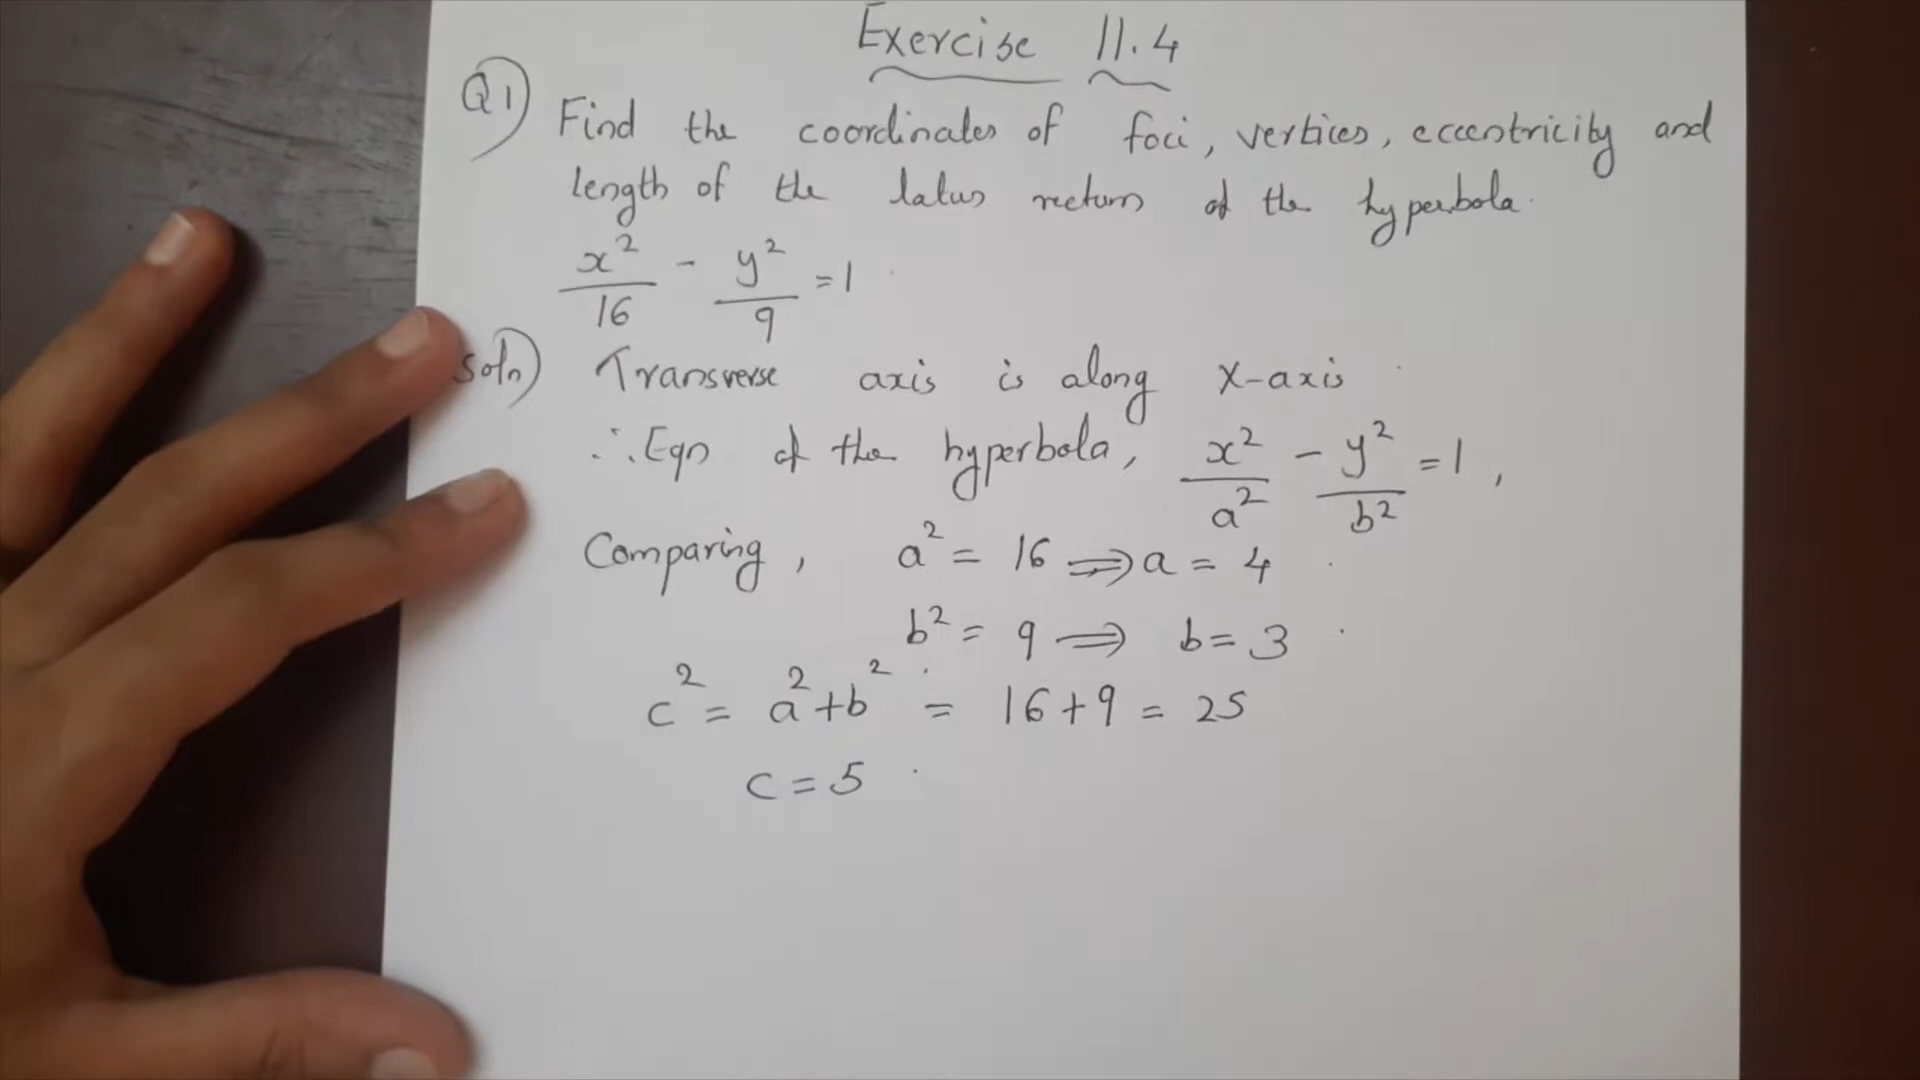 Exercise 11.4
Q1) Find the coordinates of foci, vertices, eccentricity and
length of the latus rectum of the hyperbola.
x²/16 - y²/9 = 1
Soln) Transverse axis is along X-axis
∴ Eqn of the hyperbola, x²/a² - y²/b² = 1,
Comparing, a² = 16 ⟹ a = 4
b² = 9 ⟹ b = 3
c² = a²+b² = 16+9 = 25
c = 5